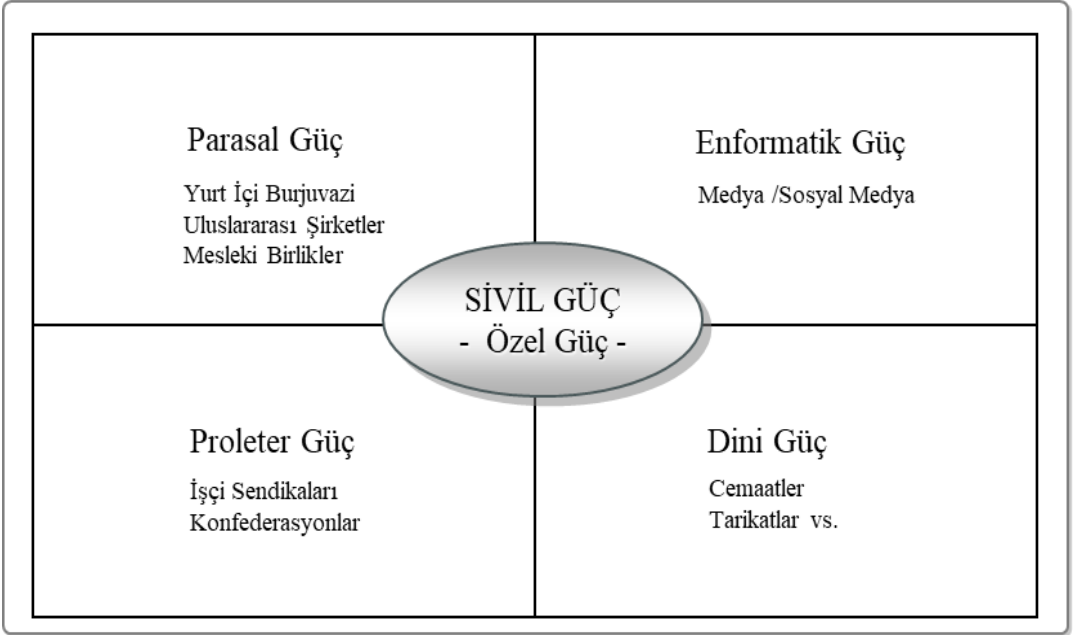 Parasal Güç
Yurt İçi Burjuvazi
Uluslararası Şirketler
Mesleki Birlikler
Enformatik Güç
Medya /Sosyal Medya
SİVİL GÜÇ
- Özel Güç -
Proleter Güç
İşçi Sendikaları
Konfederasyonlar
Dini Güç
Cemaatler
Tarikatlar vs.